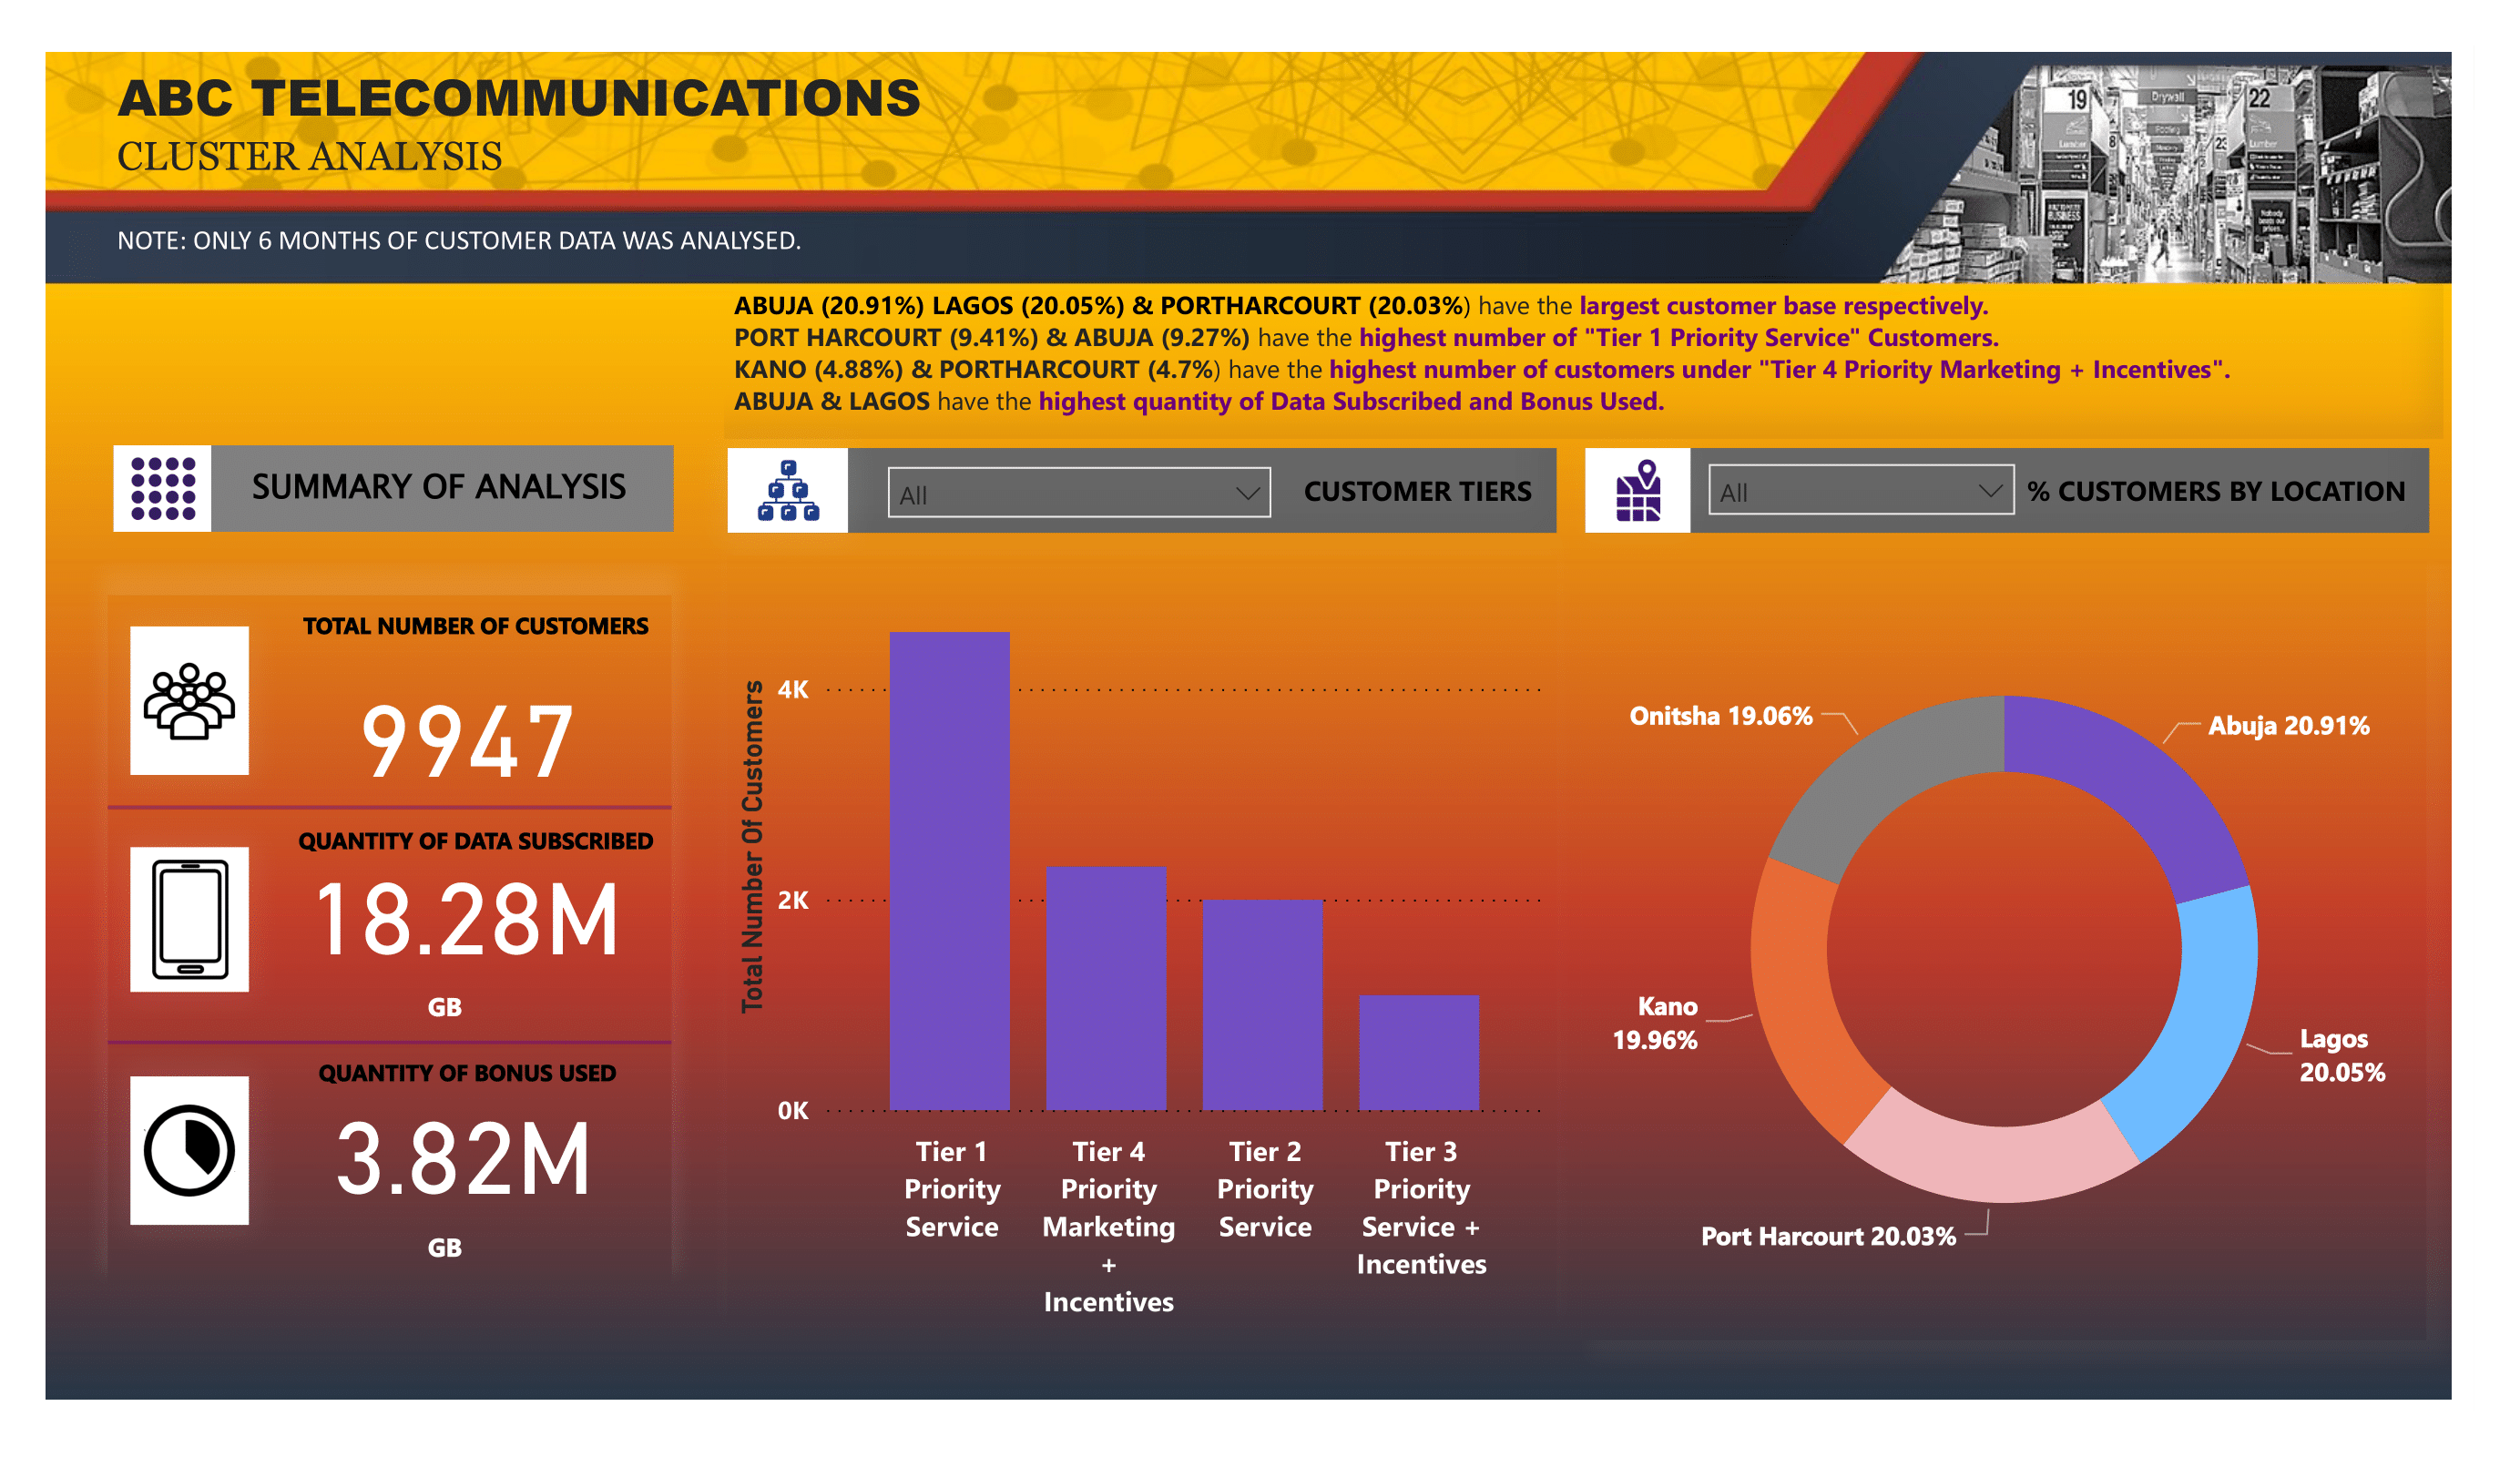 ABC TELECOMMUNICATIONS
CLUSTER ANALYSIS
19
Drywall
22
Lumber
Lumber
8
NOTE: ONLY 6 MONTHS OF CUSTOMER DATA WAS ANALYSED.
ABUJA (20.91%) LAGOS (20.05%) & PORTHARCOURT (20.03%) have the largest customer base respectively.
PORT HARCOURT (9.41%) & ABUJA (9.27%) have the highest number of "Tier 1 Priority Service" Customers.
KANO (4.88%) & PORTHARCOURT (4.7%) have the highest number of customers under "Tier 4 Priority Marketing + Incentives".
ABUJA & LAGOS have the highest quantity of Data Subscribed and Bonus Used.
SUMMARY OF ANALYSIS
All
CUSTOMER TIERS
All
% CUSTOMERS BY LOCATION
TOTAL NUMBER OF CUSTOMERS
9947
QUANTITY OF DATA SUBSCRIBED
18.28M
GB
QUANTITY OF BONUS USED
3.82M
GB
Total Number Of Customers
4K
2K
0K
Tier 1
Priority
Service
Tier 4
Priority
Marketing
+
Incentives
Tier 2
Priority
Service
Tier 3
Priority
Service +
Incentives
Onitsha 19.06%
Abuja 20.91%
Kano
19.96%
Lagos
20.05%
Port Harcourt 20.03%